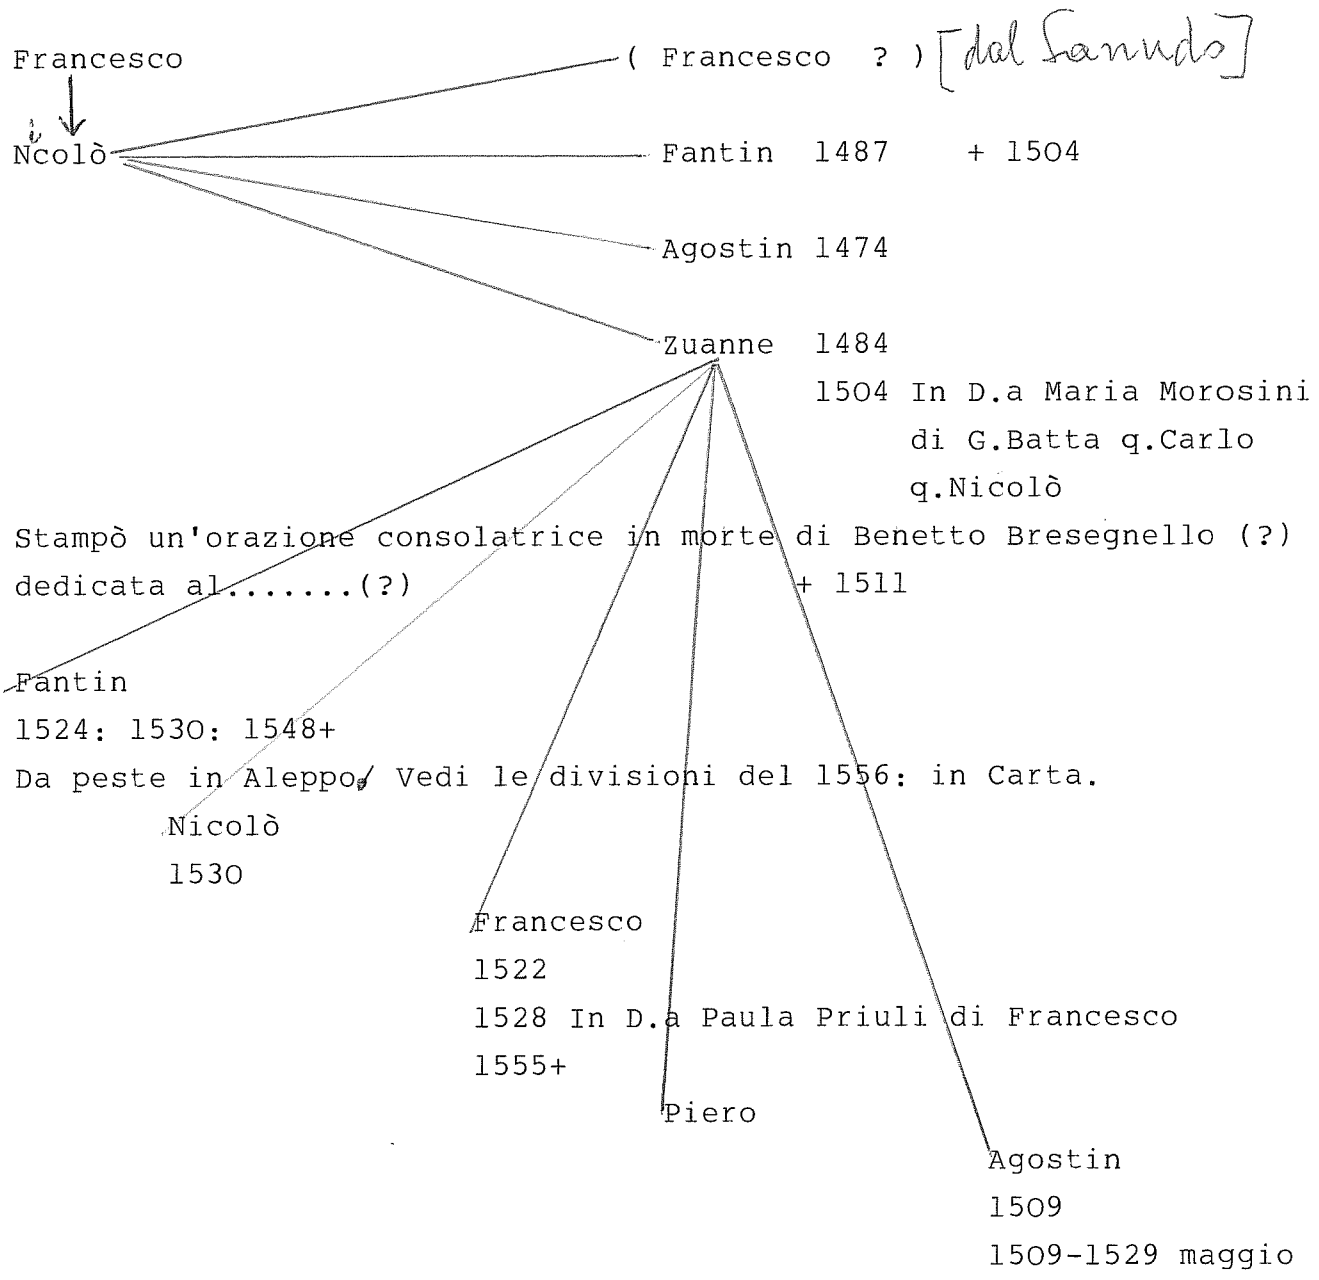 Francesco
( Francesco ? ) [dal Sanudo]
Nicolò
Fantin 1487 + 1504
Agostin 1474
Zuanne 1484
1504 In D.a Maria Morosini
di G.Batta q.Carlo
q.Nicolò
Stampò un'orazione consolatrice in morte di Benetto Bresegnello (?)
dedicata al.......(?) + 1511
Fantin
1524: 1530: 1548+
Da peste in Aleppo/ Vedi le divisioni del 1556: in Carta.
Nicolò
1530
Francesco
1522
1528 In D.a Paula Priuli di Francesco
1555+
Piero
Agostin
1509
1509-1529 maggio